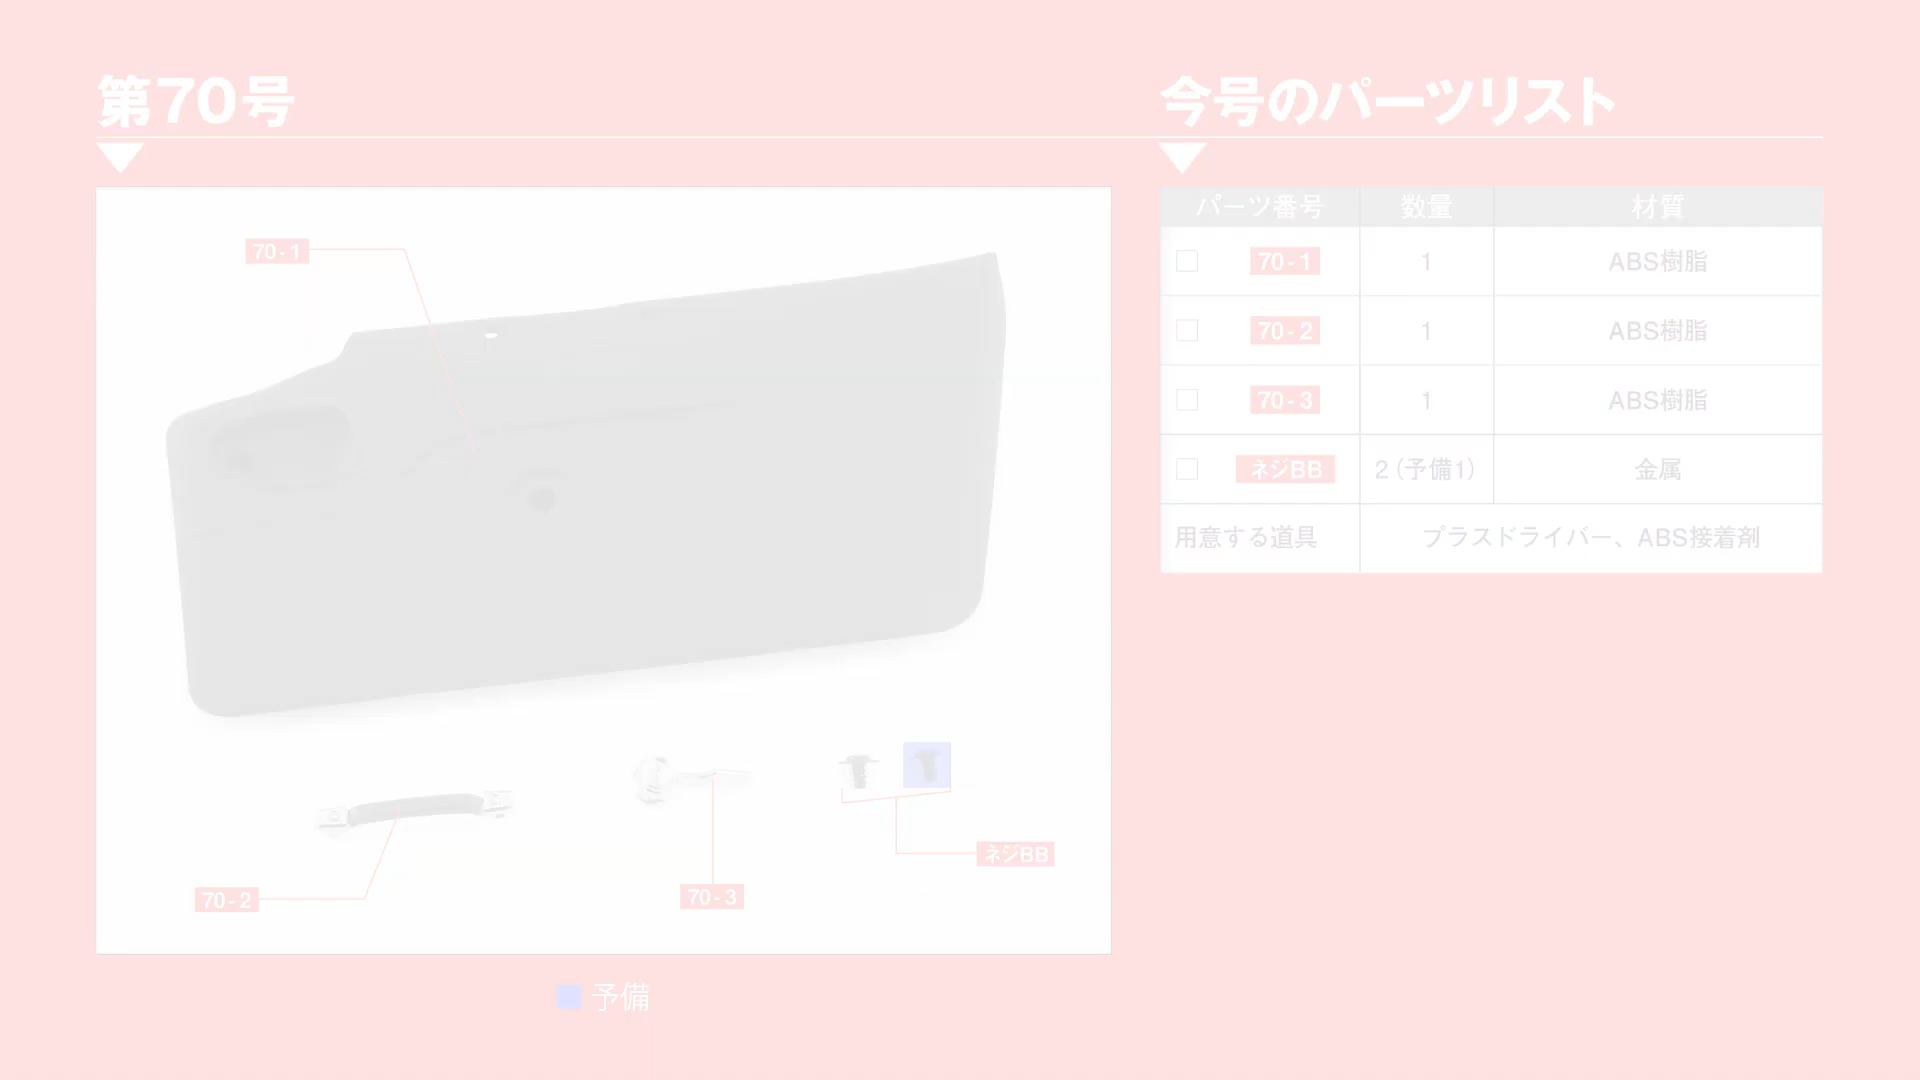 第70号
70-1
70-2
70-3
ネジBB
予備
今号のパーツリスト
パーツ番号 数量 材質
70-1 1 ABS樹脂
70-2 1 ABS樹脂
70-3 1 ABS樹脂
ネジBB 2(予備1) 金属
用意する道具 プラスドライバー、ABS接着剤